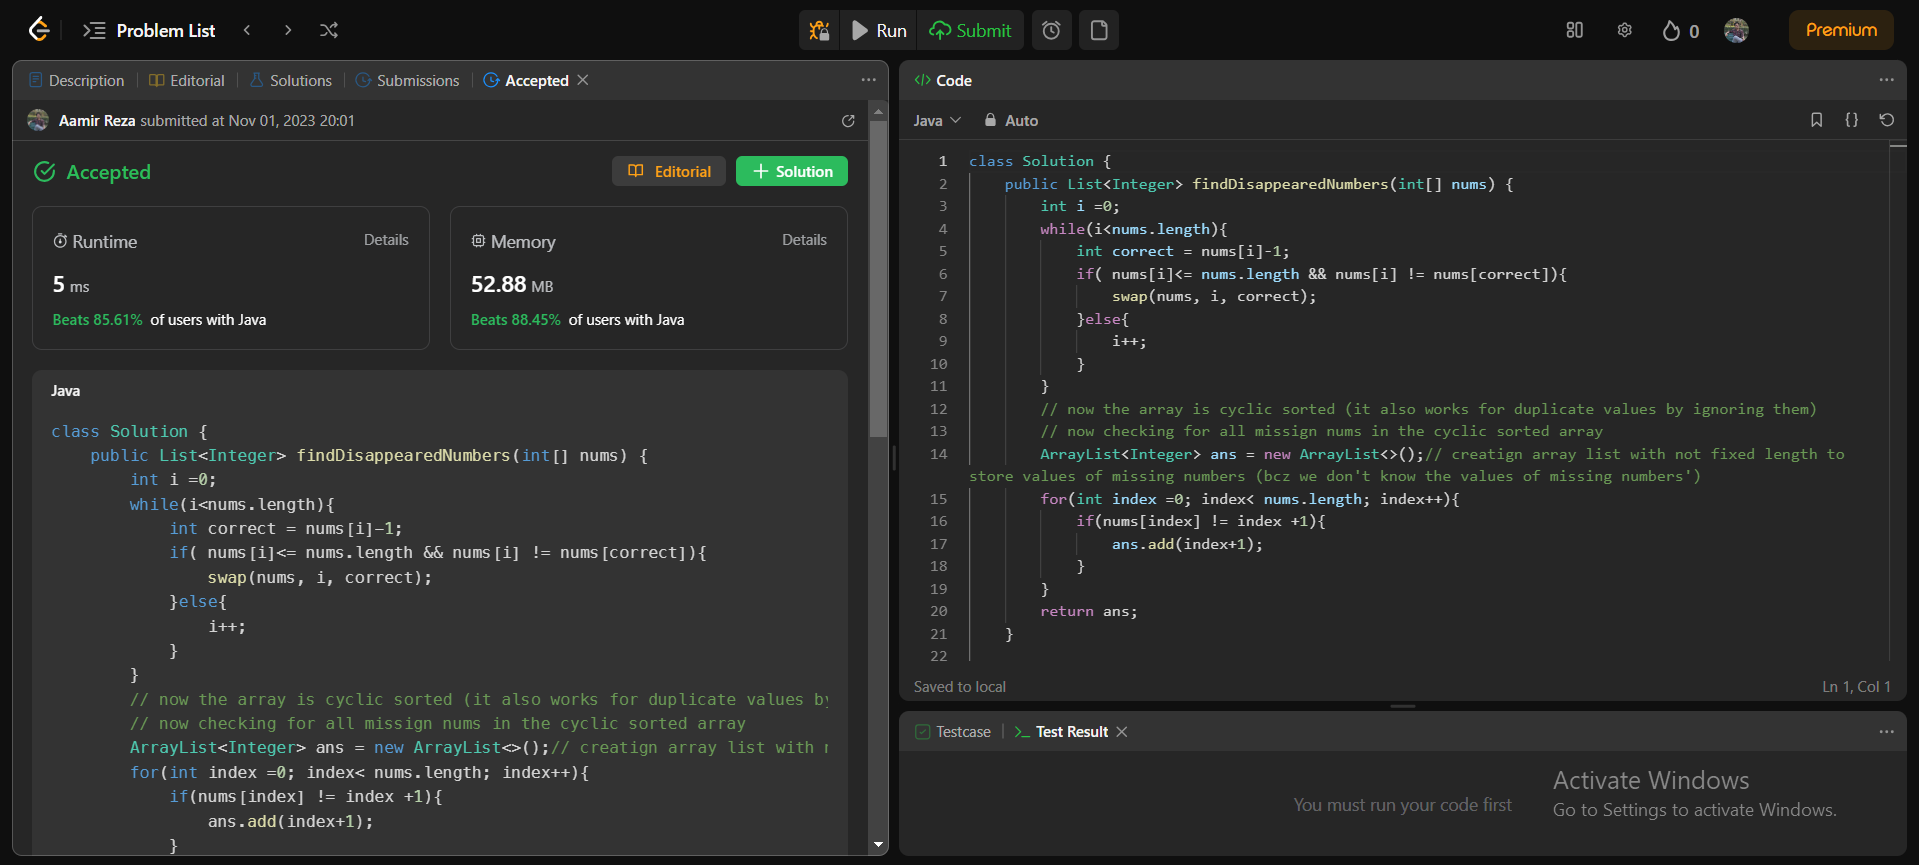 Problem List
Run
Submit
0
Premium
Description
Editorial
Solutions
Submissions
Accepted
Aamir Reza submitted at Nov 01, 2023 20:01
Accepted
Editorial
Solution
Runtime
Details
5 ms
Beats 85.61% of users with Java
Memory
Details
52.88 MB
Beats 88.45% of users with Java
Java
class Solution {
    public List<Integer> findDisappearedNumbers(int[] nums) {
        int i =0;
        while(i<nums.length){
            int correct = nums[i]-1;
            if( nums[i]<= nums.length && nums[i] != nums[correct]){
                swap(nums, i, correct);
            }else{
                i++;
            }
        }
        // now the array is cyclic sorted (it also works for duplicate values by
        // now checking for all missign nums in the cyclic sorted array
        ArrayList<Integer> ans = new ArrayList<>();// creatign array list with
        for(int index =0; index< nums.length; index++){
            if(nums[index] != index +1){
                ans.add(index+1);
            }
</> Code
Java
Auto
{}
1 class Solution {
2     public List<Integer> findDisappearedNumbers(int[] nums) {
3         int i =0;
4         while(i<nums.length){
5             int correct = nums[i]-1;
6             if( nums[i]<= nums.length && nums[i] != nums[correct]){
7                 swap(nums, i, correct);
8             }else{
9                 i++;
10             }
11         }
12         // now the array is cyclic sorted (it also works for duplicate values by ignoring them)
13         // now checking for all missign nums in the cyclic sorted array
14         ArrayList<Integer> ans = new ArrayList<>();// creatign array list with not fixed length to
store values of missing numbers (bcz we don't know the values of missing numbers')
15         for(int index =0; index< nums.length; index++){
16             if(nums[index] != index +1){
17                 ans.add(index+1);
18             }
19         }
20         return ans;
21     }
22
Saved to local
Ln 1, Col 1
Testcase
Test Result
You must run your code first
Activate Windows
Go to Settings to activate Windows.